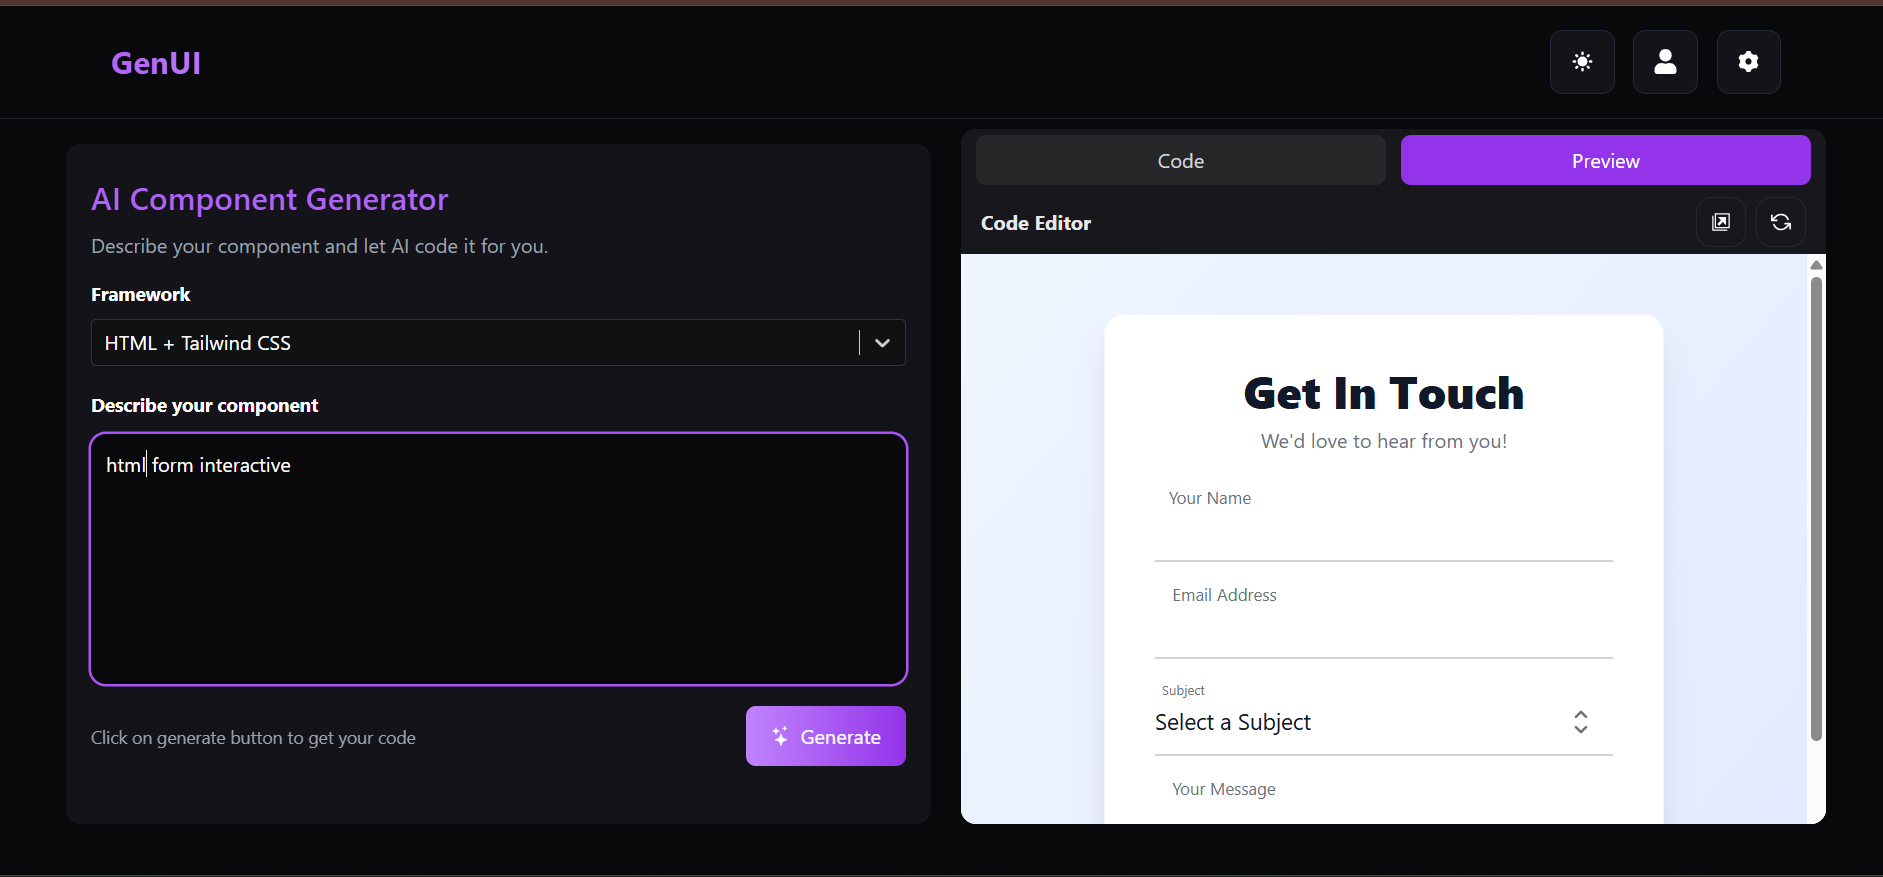 GenUI
AI Component Generator
Describe your component and let AI code it for you.
Framework
HTML + Tailwind CSS
Describe your component
html form interactive
Click on generate button to get your code
Generate
Code
Preview
Code Editor
Get In Touch
We'd love to hear from you!
Your Name
Email Address
Subject
Select a Subject
Your Message